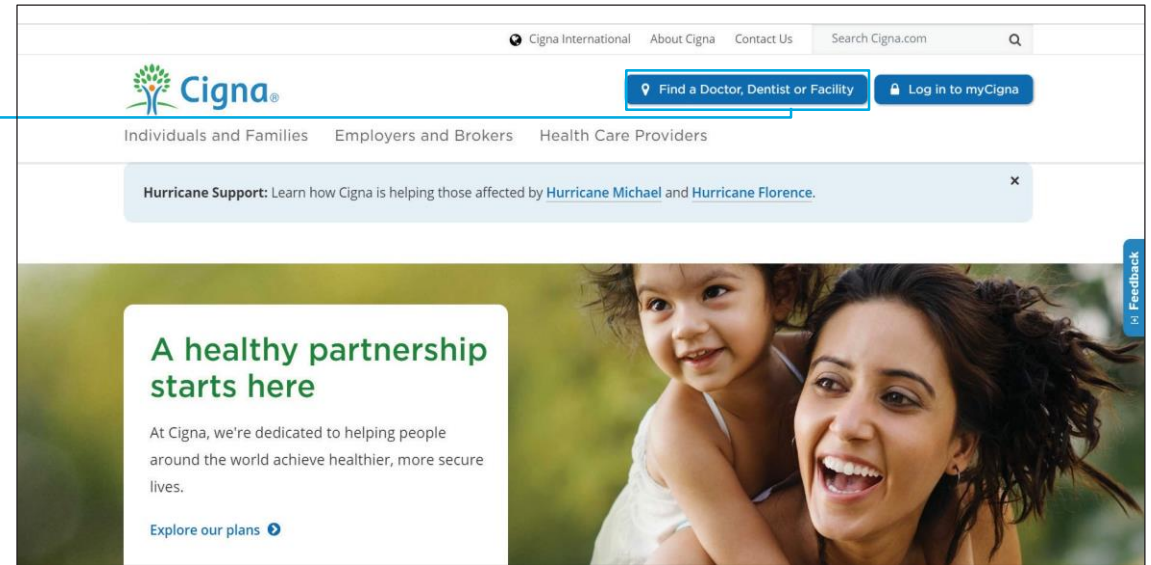 Cigna International About Cigna Contact Us Search Cigna.com
Cigna®
Find a Doctor, Dentist or Facility Log in to myCigna
Individuals and Families Employers and Brokers Health Care Providers
Hurricane Support: Learn how Cigna is helping those affected by Hurricane Michael and Hurricane Florence. ×
[+] Feedback
A healthy partnership
starts here
At Cigna, we're dedicated to helping people
around the world achieve healthier, more secure
lives.
Explore our plans